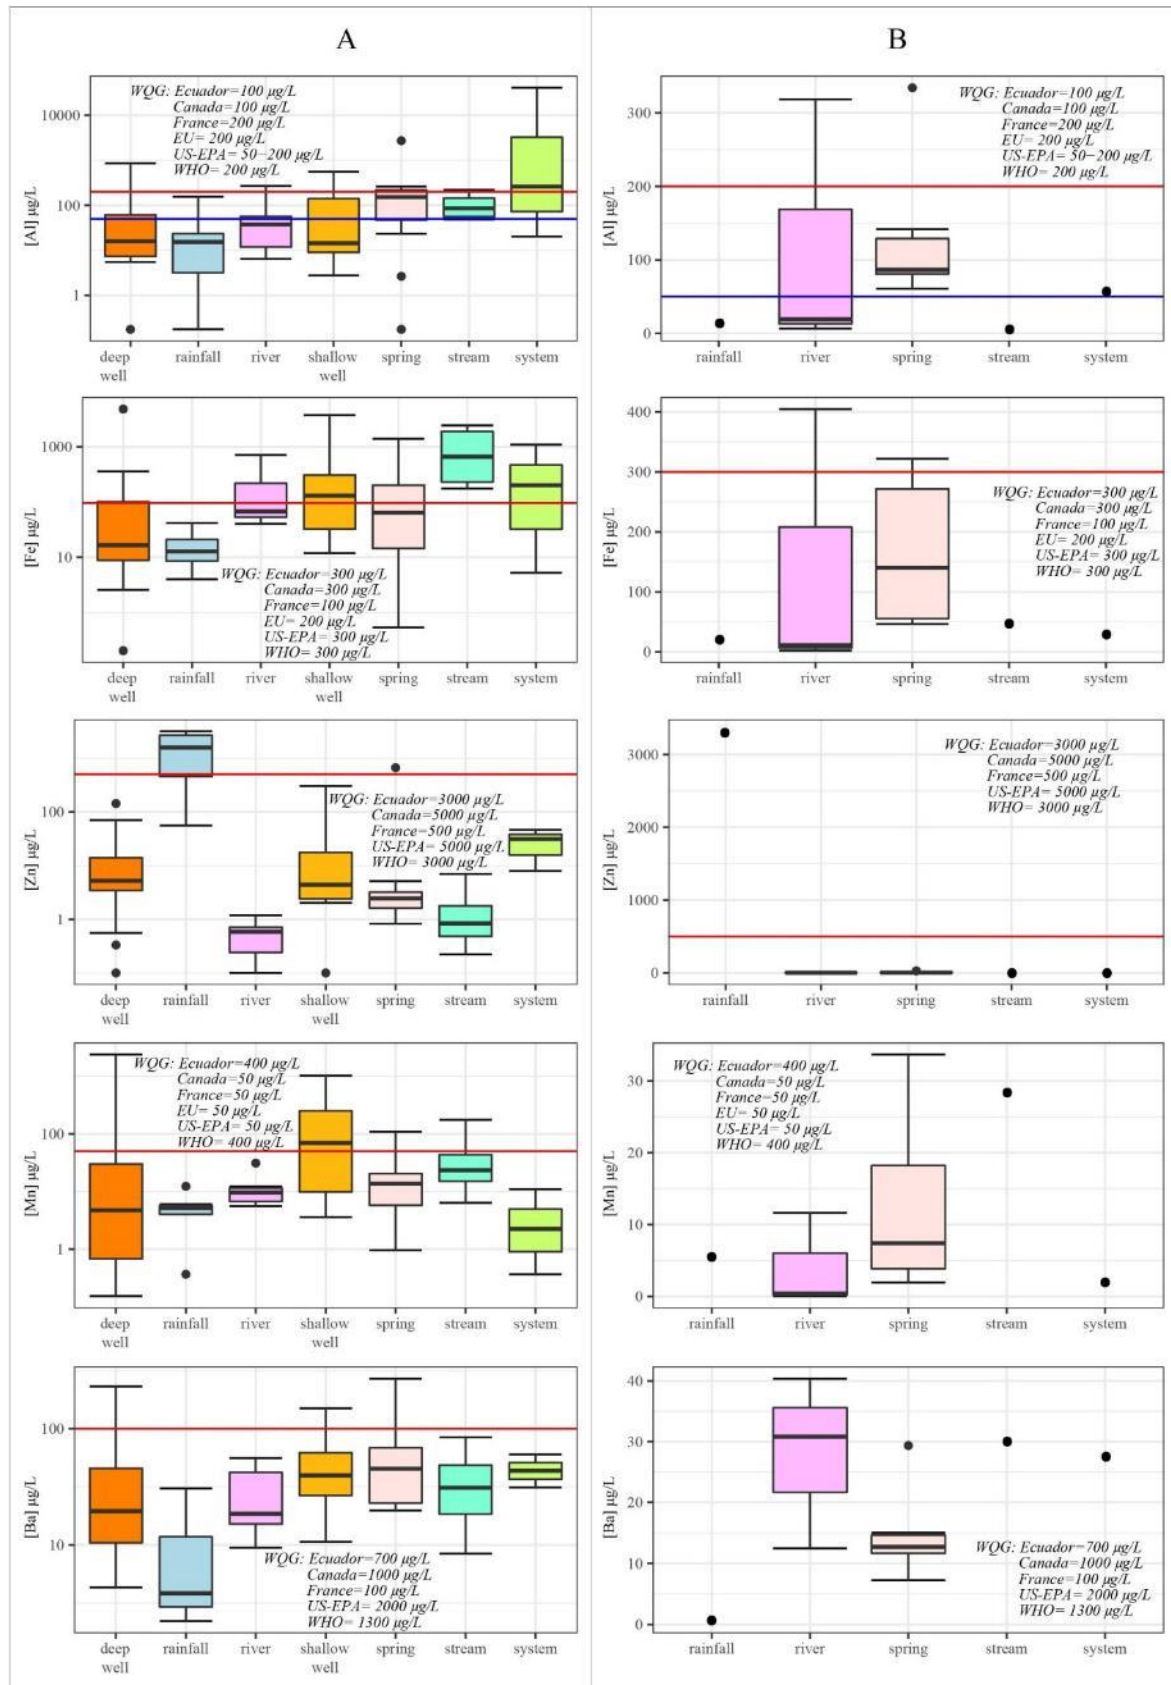 A
WQG: Ecuador=100 µg/L
Canada=100 µg/L
France=200 µg/L
EU= 200 µg/L
US-EPA= 50−200 µg/L
WHO= 200 µg/L
10000
100
1
[Al] µg/L
deep well
rainfall
river
shallow well
spring
stream
system
1000
10
[Fe] µg/L
WQG: Ecuador=300 µg/L
Canada=300 µg/L
France=100 µg/L
EU= 200 µg/L
US-EPA= 300 µg/L
WHO= 300 µg/L
deep well
rainfall
river
shallow well
spring
stream
system
100
1
[Zn] µg/L
WQG: Ecuador=3000 µg/L
Canada=5000 µg/L
France=500 µg/L
US-EPA= 5000 µg/L
WHO= 3000 µg/L
deep well
rainfall
river
shallow well
spring
stream
system
WQG: Ecuador=400 µg/L
Canada=50 µg/L
France=50 µg/L
EU= 50 µg/L
US-EPA= 50 µg/L
WHO= 400 µg/L
100
1
[Mn] µg/L
deep well
rainfall
river
shallow well
spring
stream
system
100
10
[Ba] µg/L
WQG: Ecuador=700 µg/L
Canada=1000 µg/L
France=100 µg/L
US-EPA= 2000 µg/L
WHO= 1300 µg/L
deep well
rainfall
river
shallow well
spring
stream
system
B
WQG: Ecuador=100 µg/L
Canada=100 µg/L
France=200 µg/L
EU= 200 µg/L
US-EPA= 50−200 µg/L
WHO= 200 µg/L
300
200
100
0
[Al] µg/L
rainfall
river
spring
stream
system
400
300
200
100
0
[Fe] µg/L
WQG: Ecuador=300 µg/L
Canada=300 µg/L
France=100 µg/L
EU= 200 µg/L
US-EPA= 300 µg/L
WHO= 300 µg/L
rainfall
river
spring
stream
system
3000
2000
1000
0
[Zn] µg/L
WQG: Ecuador=3000 µg/L
Canada=5000 µg/L
France=500 µg/L
US-EPA= 5000 µg/L
WHO= 3000 µg/L
rainfall
river
spring
stream
system
WQG: Ecuador=400 µg/L
Canada=50 µg/L
France=50 µg/L
EU= 50 µg/L
US-EPA= 50 µg/L
WHO= 400 µg/L
30
20
10
0
[Mn] µg/L
rainfall
river
spring
stream
system
40
30
20
10
0
[Ba] µg/L
WQG: Ecuador=700 µg/L
Canada=1000 µg/L
France=100 µg/L
US-EPA= 2000 µg/L
WHO= 1300 µg/L
rainfall
river
spring
stream
system